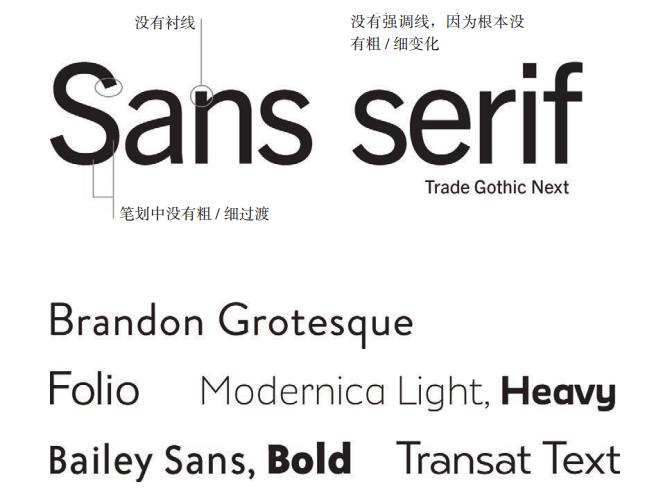 没有衬线
没有强调线，因为根本没
有粗 / 细变化
Sans serif
Trade Gothic Next
笔划中没有粗 / 细过渡
Brandon Grotesque
Folio
Modernica Light, Heavy
Bailey Sans, Bold
Transat Text